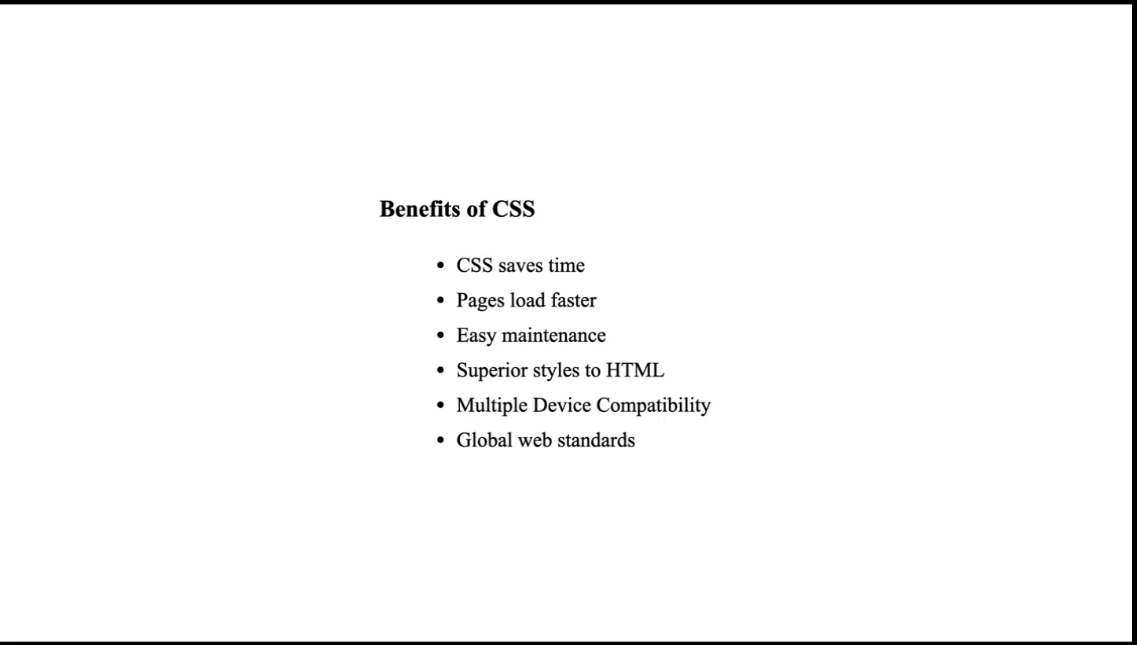 Benefits of CSS
• CSS saves time
• Pages load faster
• Easy maintenance
• Superior styles to HTML
• Multiple Device Compatibility
• Global web standards